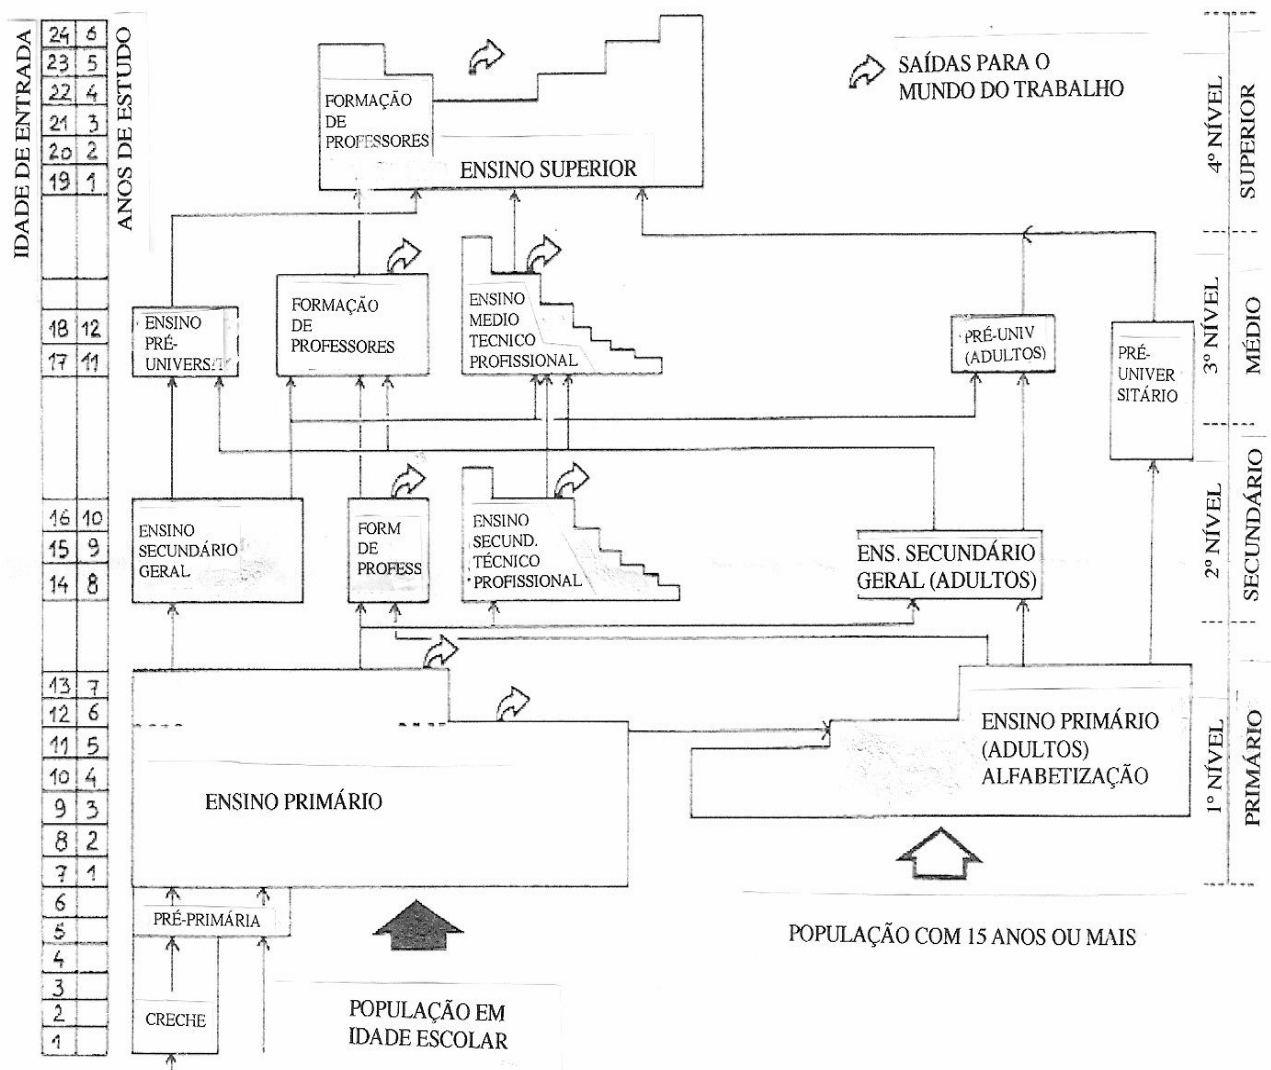 IDADE DE ENTRADA
ANOS DE ESTUDO
24 6
23 5
22 4
21 3
20 2
19 1
18 12
17 11
16 10
15 9
14 8
13 7
12 6
11 5
10 4
9 3
8 2
7 1
6
5
4
3
2
1
SAÍDAS PARA O
MUNDO DO TRABALHO
FORMAÇÃO
DE
PROFESSORES
ENSINO SUPERIOR
4º NÍVEL
SUPERIOR
ENSINO
PRÉ-
UNIVERSIT
FORMAÇÃO
DE
PROFESSORES
ENSINO
MEDIO
TECNICO
PROFISSIONAL
PRÉ-UNIV
(ADULTOS)
PRÉ-
UNIVER
SITÁRIO
3º NÍVEL
MÉDIO
ENSINO
SECUNDÁRIO
GERAL
FORM
DE
PROFESS
ENSINO
SECUND.
TÉCNICO
PROFISSIONAL
ENS. SECUNDÁRIO
GERAL (ADULTOS)
2º NÍVEL
SECUNDÁRIO
ENSINO PRIMÁRIO
ENSINO PRIMÁRIO
(ADULTOS)
ALFABETIZAÇÃO
1º NÍVEL
PRIMÁRIO
PRÉ-PRIMÁRIA
CRECHE
POPULAÇÃO EM
IDADE ESCOLAR
POPULAÇÃO COM 15 ANOS OU MAIS